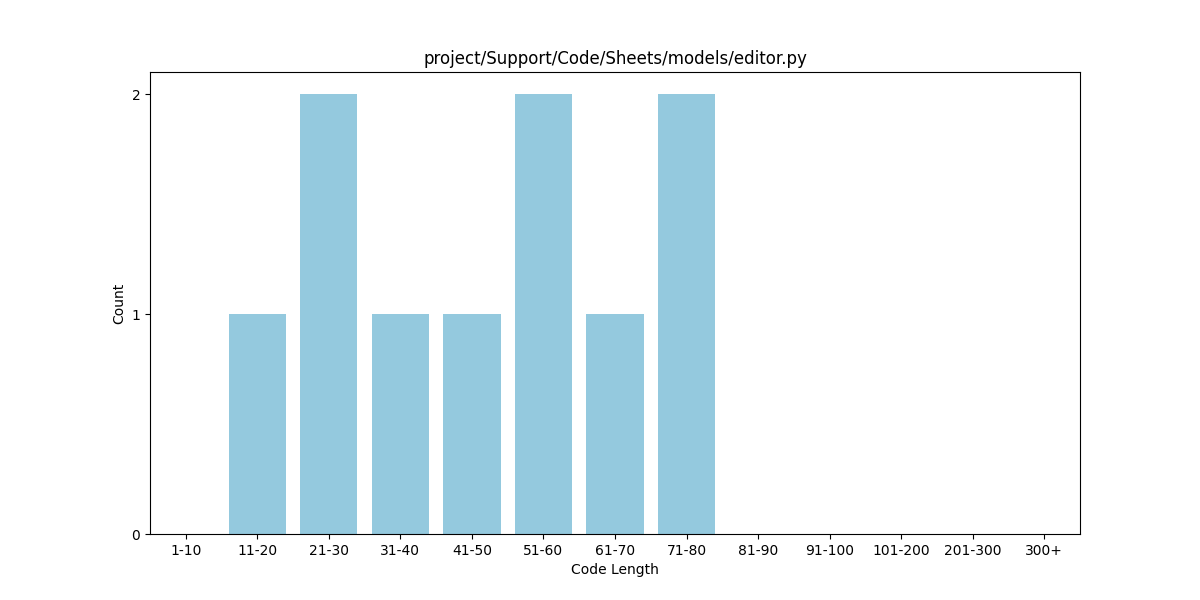 project/Support/Code/Sheets/models/editor.py
Count
2
1
0
1-10 11-20 21-30 31-40 41-50 51-60 61-70 71-80 81-90 91-100 101-200 201-300 300+
Code Length